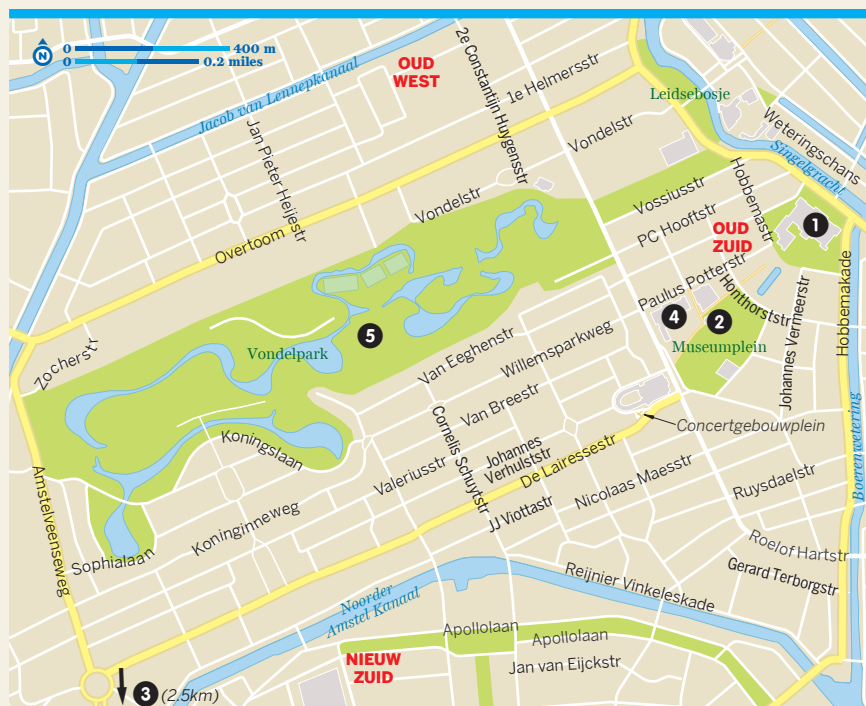 N
0 400 m
0 0.2 miles
OUD
WEST
Jacob van Lennepkanaal
Jan Pieter Heijestr
2e Constantijn Huygensstr
1e Helmersstr
Leidsebosje
Weteringschans
Singelgracht
Vondelstr
Vondelstr
Overtoom
Vossiusstr
PC Hooftstr
Hobbemastr
OUD
ZUID
1
Paulus Potterstr
Honthorststr
4
2
Museumplein
Johannes Vermeerstr
Hobbemakade
Boerenwetering
5
Vondelpark
Zocherstr
Van Eeghenstr
Willemsparkweg
Van Breestr
Cornelis Schuytstr
Concertgebouwplein
Koningslaan
Valeriusstr
Johannes
Verhulststr
De Lairessestr
Nicolaas Maesstr
JJ Viottastr
Ruysdaelstr
Amstelveenseweg
Koninginneweg
Sophialaan
Roelof Hartstr
Gerard Terborgstr
Reijnier Vinkeleskade
Noorder
Amstel Kanaal
Apollolaan
Apollolaan
NIEUW
ZUID
Jan van Eijckstr
3 (2.5km)